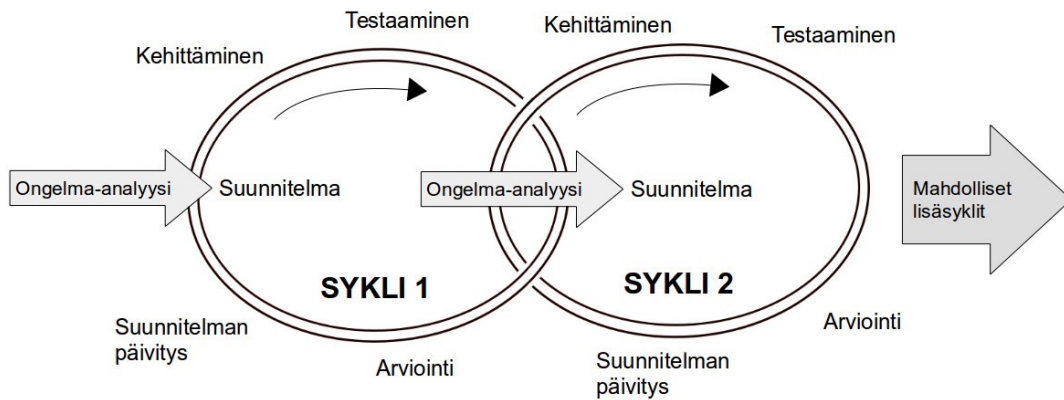 Testaaminen
Kehittäminen
Kehittäminen
Testaaminen
Ongelma-analyysi
Suunnitelma
Ongelma-analyysi
Suunnitelma
Mahdolliset
lisäsyklit
SYKLI 1
SYKLI 2
Suunnitelman
päivitys
Arviointi
Suunnitelman
päivitys
Arviointi